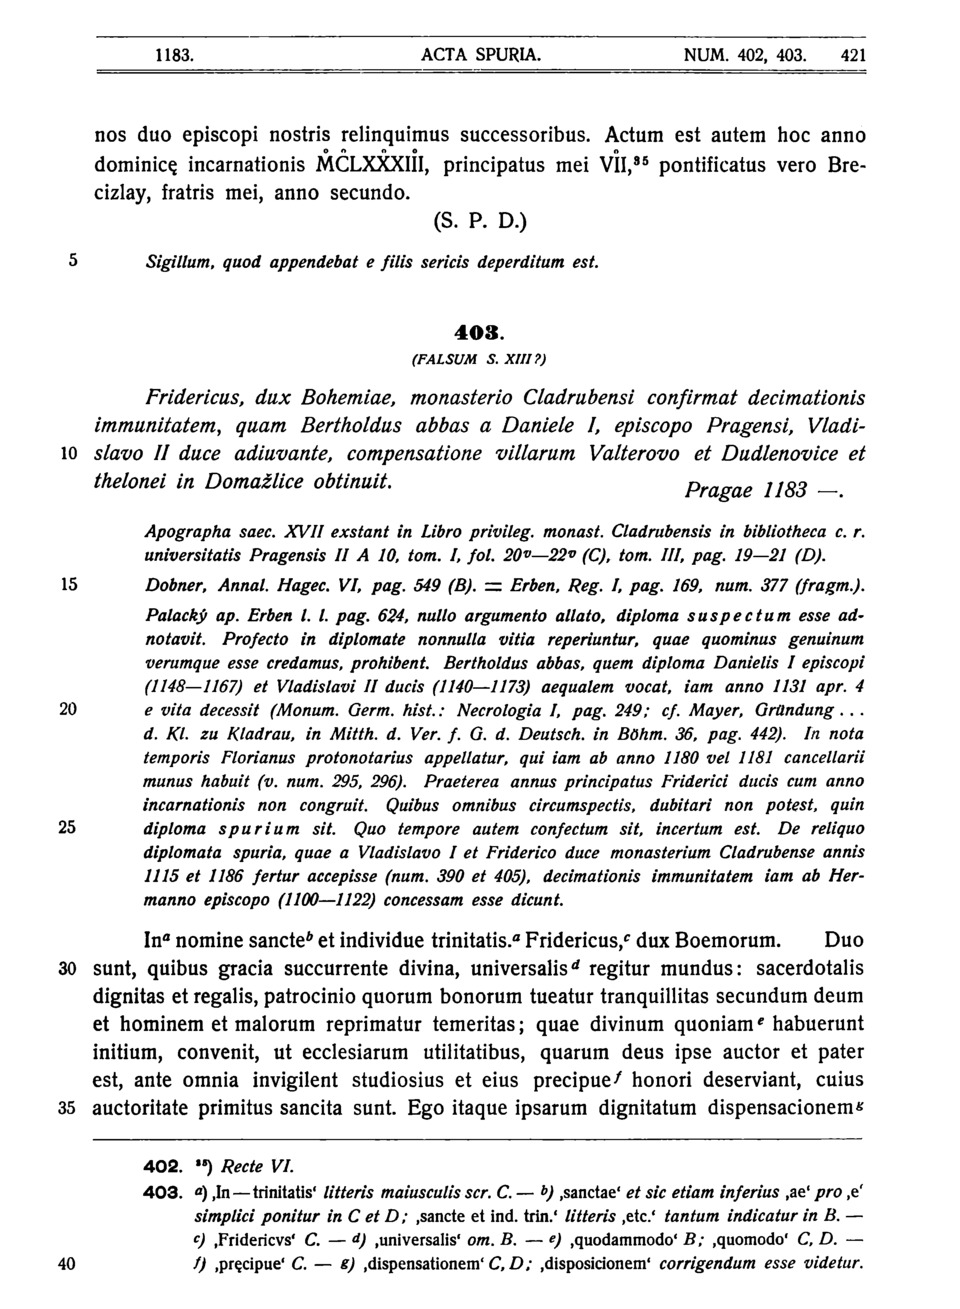 1183. ACTA SPURIA. NUM. 402, 403. 421
nos duo episcopi nostris relinquimus successoribus. Actum est autem hoc anno
dominicę incarnationis M̊ĈLXXXIII̊, principatus mei VII̊,³⁵ pontificatus vero Bre-
cizlay, fratris mei, anno secundo.
(S. P. D.)
5 Sigillum, quod appendebat e filis sericis deperditum est.
403.
(FALSUM S. XIII?)
Fridericus, dux Bohemiae, monasterio Cladrubensi confirmat decimationis
immunitatem, quam Bertholdus abbas a Daniele I, episcopo Pragensi, Vladi-
10 slavo II duce adiuvante, compensatione villarum Valterovo et Dudlenovice et
thelonei in Domažlice obtinuit. Pragae 1183 —.
Apographa saec. XVII exstant in Libro privileg. monast. Cladrubensis in bibliotheca c. r.
universitatis Pragensis II A 10, tom. I, fol. 20ᵛ—22ᵛ (C), tom. III, pag. 19—21 (D).
15 Dobner, Annal. Hagec. VI, pag. 549 (B). = Erben, Reg. I, pag. 169, num. 377 (fragm.).
Palacký ap. Erben l. l. pag. 624, nullo argumento allato, diploma suspectum esse ad-
notavit. Profecto in diplomate nonnulla vitia reperiuntur, quae quominus genuinum
verumque esse credamus, prohibent. Bertholdus abbas, quem diploma Danielis I episcopi
(1148—1167) et Vladislavi II ducis (1140—1173) aequalem vocat, iam anno 1131 apr. 4
20 e vita decessit (Monum. Germ. hist.: Necrologia I, pag. 249; cf. Mayer, Gründung . . .
d. Kl. zu Kladrau, in Mitth. d. Ver. f. G. d. Deutsch. in Böhm. 36, pag. 442). In nota
temporis Florianus protonotarius appellatur, qui iam ab anno 1180 vel 1181 cancellarii
munus habuit (v. num. 295, 296). Praeterea annus principatus Friderici ducis cum anno
incarnationis non congruit. Quibus omnibus circumspectis, dubitari non potest, quin
25 diploma spurium sit. Quo tempore autem confectum sit, incertum est. De reliquo
diplomata spuria, quae a Vladislavo I et Friderico duce monasterium Cladrubense annis
1115 et 1186 fertur accepisse (num. 390 et 405), decimationis immunitatem iam ab Her-
manno episcopo (1100—1122) concessam esse dicunt.
Inᵃ nomine sancteᵇ et individue trinitatis.ᵃ Fridericus,ᶜ dux Boemorum. Duo
30 sunt, quibus gracia succurrente divina, universalisᵈ regitur mundus: sacerdotalis
dignitas et regalis, patrocinio quorum bonorum tueatur tranquillitas secundum deum
et hominem et malorum reprimatur temeritas; quae divinum quoniamᵉ habuerunt
initium, convenit, ut ecclesiarum utilitatibus, quarum deus ipse auctor et pater
est, ante omnia invigilent studiosius et eius precipueᶠ honori deserviant, cuius
35 auctoritate primitus sancita sunt. Ego itaque ipsarum dignitatum dispensacionemᵍ
402. ³⁵) Recte VI.
403. a) ‚In—trinitatis‘ litteris maiusculis scr. C. — b) ‚sanctae‘ et sic etiam inferius ‚ae‘ pro ‚e‘
simplici ponitur in C et D; ‚sancte et ind. trin.‘ litteris ‚etc.‘ tantum indicatur in B. —
c) ‚Fridericvs‘ C. — d) ‚universalis‘ om. B. — e) ‚quodammodo‘ B; ‚quomodo‘ C, D. —
40 f) ‚pręcipue‘ C. — g) ‚dispensationem‘ C, D; ‚disposicionem‘ corrigendum esse videtur.